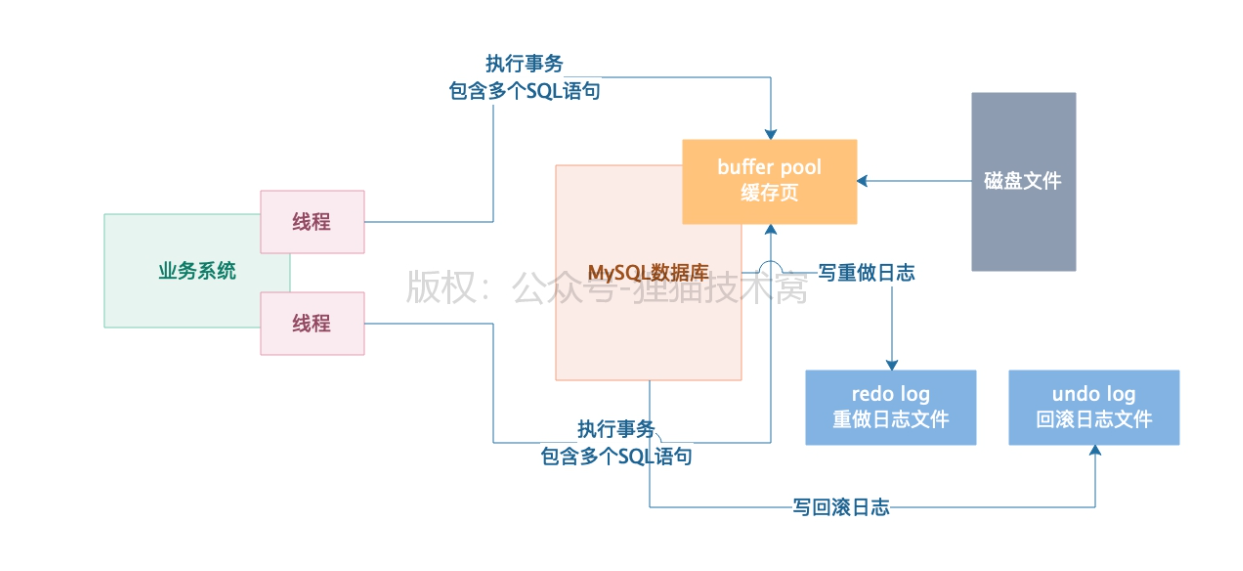 执行事务
包含多个SQL语句
buffer pool
缓存页
磁盘文件
线程
业务系统
MySQL数据库
写重做日志
版权：公众号-狸猫技术窝
线程
redo log
重做日志文件
undo log
回滚日志文件
执行事务
包含多个SQL语句
写回滚日志